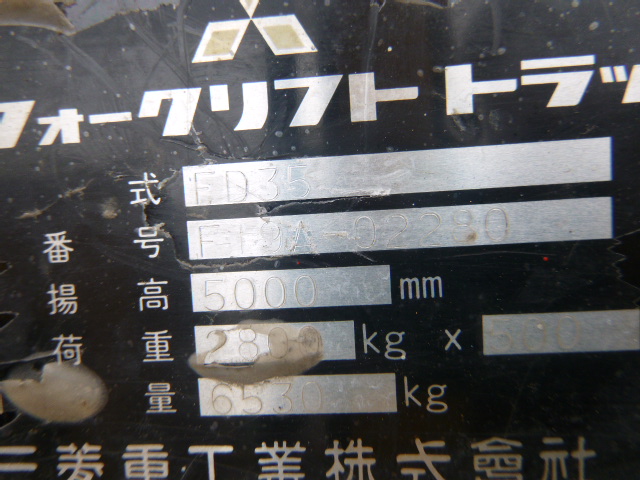 フォークリフトトラック
式 FD35
番号 F19A-02280
揚高 5000 mm
荷重 2800 kg x
量 6530 kg
三菱重工業株式會社